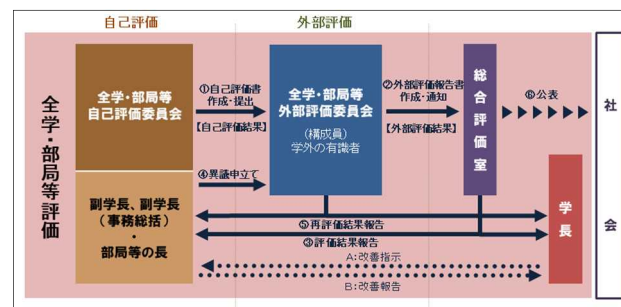 自己評価
外部評価
全学・部局等評価
全学・部局等
自己評価委員会
①自己評価書
作成・提出
【自己評価結果】
全学・部局等
外部評価委員会
(構成員)
学外の有識者
②外部評価報告書
作成・通知
【外部評価結果】
総合評価室
⑥公表
社会
④異議申立て
副学長、副学長
（事務総括）
・
部局等の長
学長
⑤再評価結果報告
③評価結果報告
A:改善指示
B:改善報告